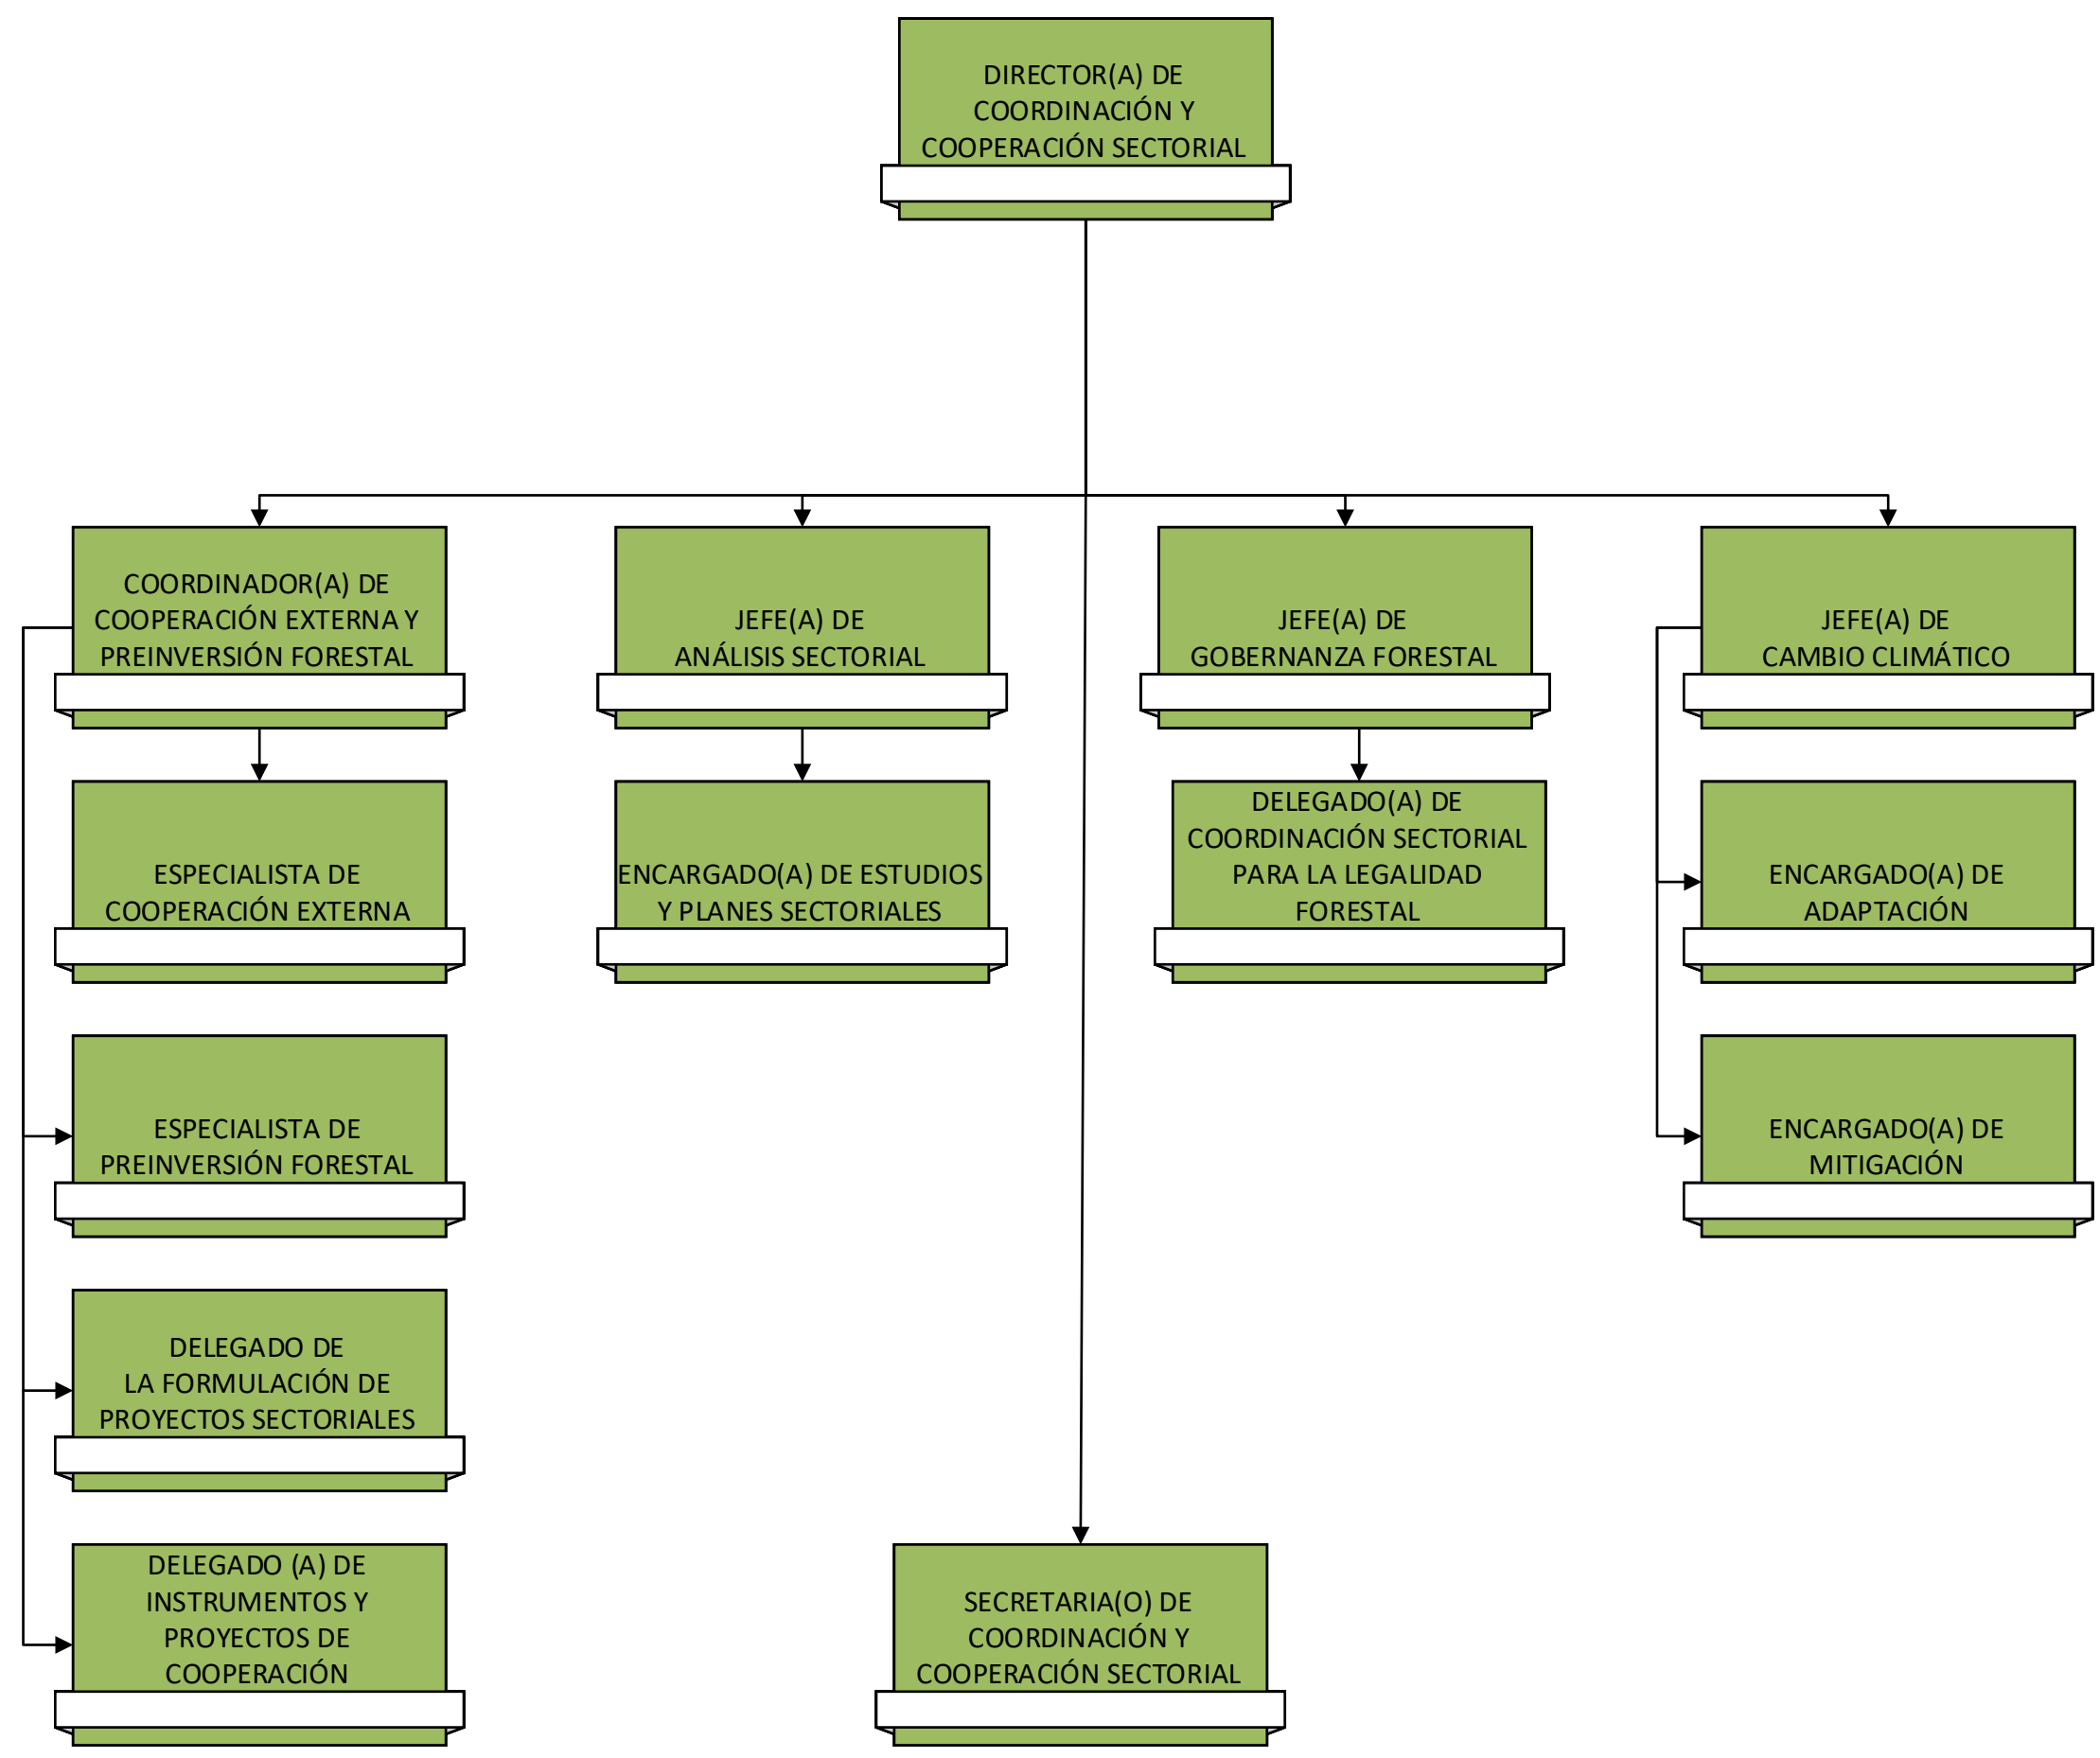 DIRECTOR(A) DE
COORDINACIÓN Y
COOPERACIÓN SECTORIAL
COORDINADOR(A) DE
COOPERACIÓN EXTERNA Y
PREINVERSIÓN FORESTAL
JEFE(A) DE
ANÁLISIS SECTORIAL
JEFE(A) DE
GOBERNANZA FORESTAL
JEFE(A) DE
CAMBIO CLIMÁTICO
ESPECIALISTA DE
COOPERACIÓN EXTERNA
ENCARGADO(A) DE ESTUDIOS
Y PLANES SECTORIALES
DELEGADO(A) DE
COORDINACIÓN SECTORIAL
PARA LA LEGALIDAD
FORESTAL
ENCARGADO(A) DE
ADAPTACIÓN
ESPECIALISTA DE
PREINVERSIÓN FORESTAL
ENCARGADO(A) DE
MITIGACIÓN
DELEGADO DE
LA FORMULACIÓN DE
PROYECTOS SECTORIALES
DELEGADO (A) DE
INSTRUMENTOS Y
PROYECTOS DE
COOPERACIÓN
SECRETARIA(O) DE
COORDINACIÓN Y
COOPERACIÓN SECTORIAL